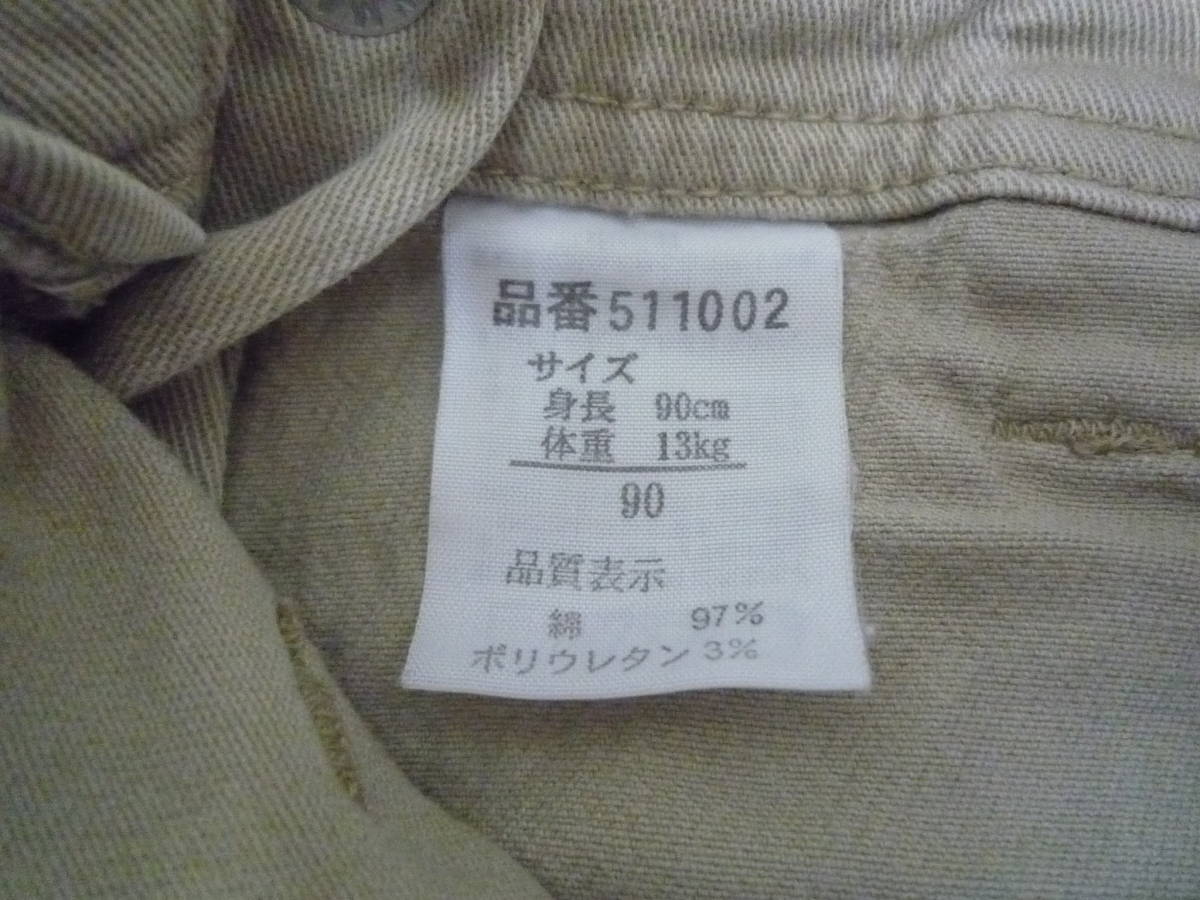 品番511002
サイズ
身長 90cm
体重 13kg
90
品質表示
綿 97%
ポリウレタン 3%